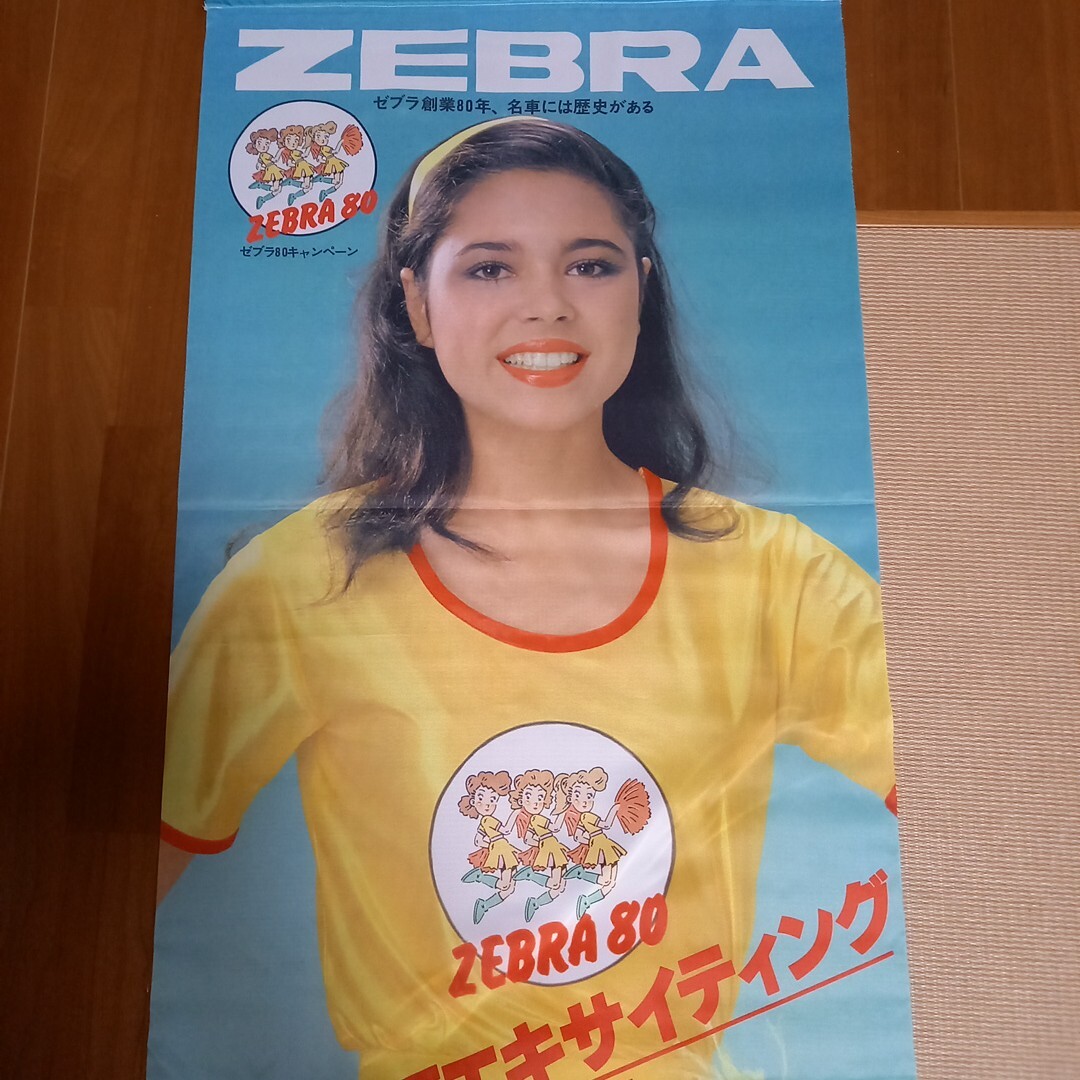 ZEBRA
ゼブラ創業80年、名車には歴史がある
ZEBRA 80
ゼブラ80キャンペーン
ZEBRA 80
エキサイティング